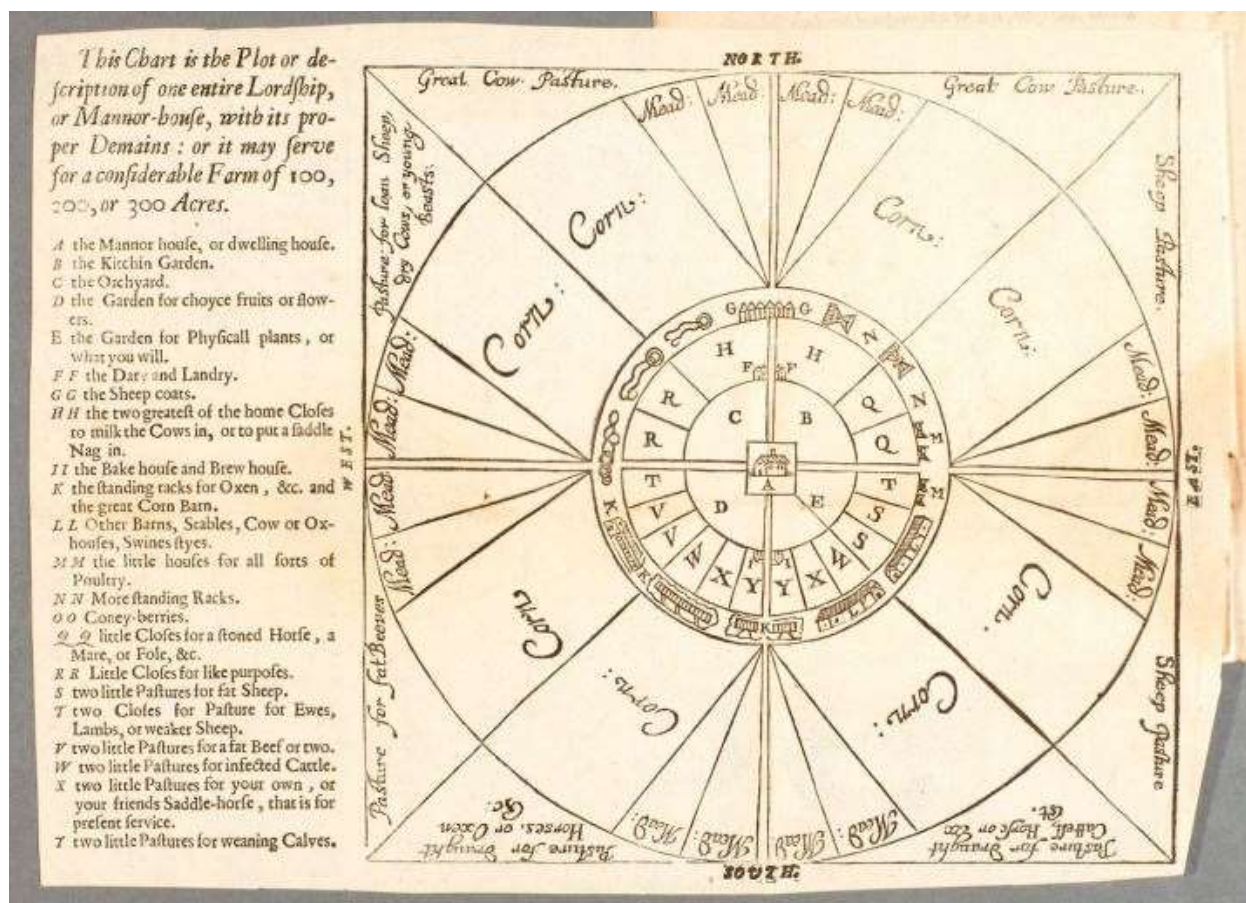 This Chart is the Plot or de-
ſcription of one entire Lordſhip,
or Mannor-houſe, with its pro-
per Demains : or it may ſerve
for a conſiderable Farm of 100,
200, or 300 Acres.
A the Mannor houſe, or dwelling houſe.
B the Kitchin Garden.
C the Orchyard.
D the Garden for choyce fruits or flow-
ers.
E the Garden for Phyſicall plants , or
what you will.
F F the Dary and Landry.
G G the Sheep coats.
H H the two greateſt of the home Cloſes
to milk the Cows in, or to put a ſaddle
Nag in.
I I the Bake houſe and Brew houſe.
K the ſtanding racks for Oxen , &c. and
the great Corn Barn.
L L Other Barns, Stables, Cow or Ox-
houſes, Swines ſtyes.
M M the little houſes for all ſorts of
Poultry.
N N More ſtanding Racks.
O O Coney-berries.
Q Q little Cloſes for a ſtoned Horſe , a
Mare, or Fole, &c.
R R Little Cloſes for like purpoſes.
S two little Paſtures for fat Sheep.
T two Cloſes for Paſture for Ewes,
Lambs, or weaker Sheep.
V two little Paſtures for a fat Beef or two.
W two little Paſtures for infected Cattle.
X two little Paſtures for your own , or
your friends Saddle-horſe , that is for
preſent ſervice.
Y two little Paſtures for weaning Calves.
NORTH.
Great Cow Paſture.
Mead:
Mead:
Mead:
Mead:
Great Cow Paſture.
Paſture for loan Sheep,
dry Cows, or young
Beaſts:
Corn:
Corn:
Corn:
Corn:
Sheep Paſture.
Mead:
Mead:
WEST.
Mead:
Mead:
EAST.
G G
N
H H
F F
R
C B
Q
N
R
Q
M
A
T
T
M
K
V
D E
S
V
S
L L
W
I I
W
K
X Y Y X
L L
K
Mead:
Mead:
Mead:
Mead:
Corn
Corn:
Corn:
Corn.
Paſture for fat Beeves
Sheep Paſture
Paſture for Draught
Horſes, or Oxen
&c:
Mead:
Mead:
Mead
Mead:
Paſture for Draught
Cattell, Horſe or Ox
&c.
SOUTH.